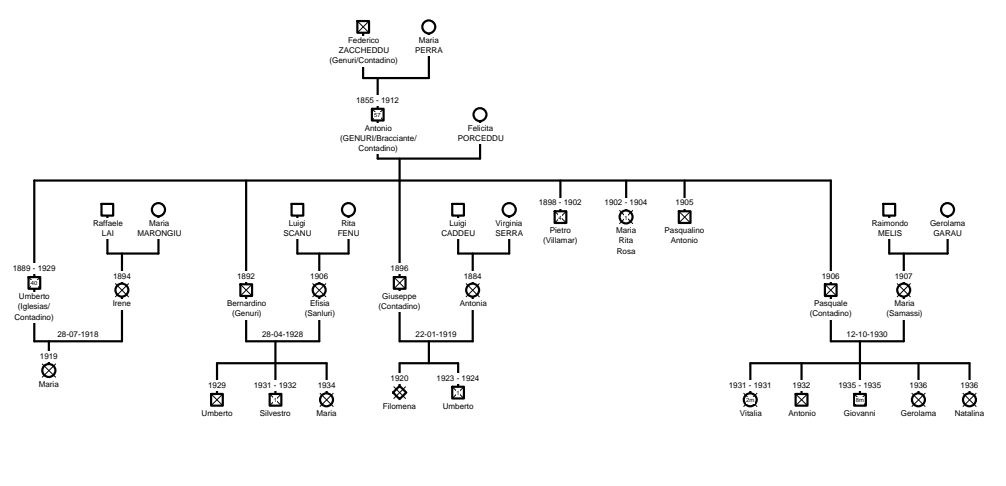 Federico
ZACCHEDDU
(Genuri/Contadino)
Maria
PERRA
1855 - 1912
57
Antonio
(GENURI/Bracciante/
Contadino)
Felicita
PORCEDDU
Raffaele
LAI
Maria
MARONGIU
Luigi
SCANU
Rita
FENU
Luigi
CADDEU
Virginia
SERRA
1898 - 1902
Pietro
(Villamar)
1902 - 1904
Maria
Rita
Rosa
1905
Pasqualino
Antonio
Raimondo
MELIS
Gerolama
GARAU
1889 - 1929
40
Umberto
(Iglesias/
Contadino)
1894
Irene
28-07-1918
1892
Bernardino
(Genuri)
1906
Efisia
(Sanluri)
28-04-1928
1896
Giuseppe
(Contadino)
1884
Antonia
22-01-1919
1906
Pasquale
(Contadino)
1907
Maria
(Samassi)
12-10-1930
1919
Maria
1929
Umberto
1931 - 1932
Silvestro
1934
Maria
1920
Filomena
1923 - 1924
Umberto
1931 - 1931
2m
Vitalia
1932
Antonio
1935 - 1935
8m
Giovanni
1936
Gerolama
1936
Natalina